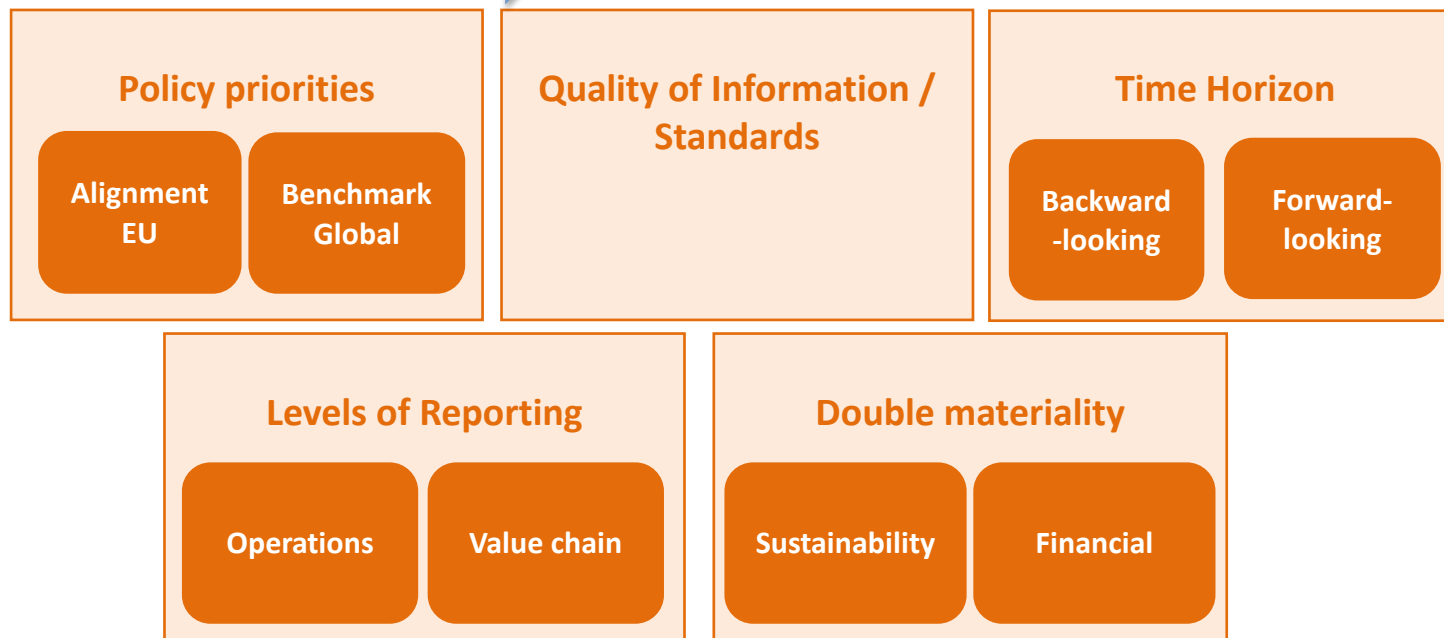 Policy priorities
Alignment
EU
Benchmark
Global
Quality of Information /
Standards
Time Horizon
Backward
-looking
Forward-
looking
Levels of Reporting
Operations
Value chain
Double materiality
Sustainability
Financial